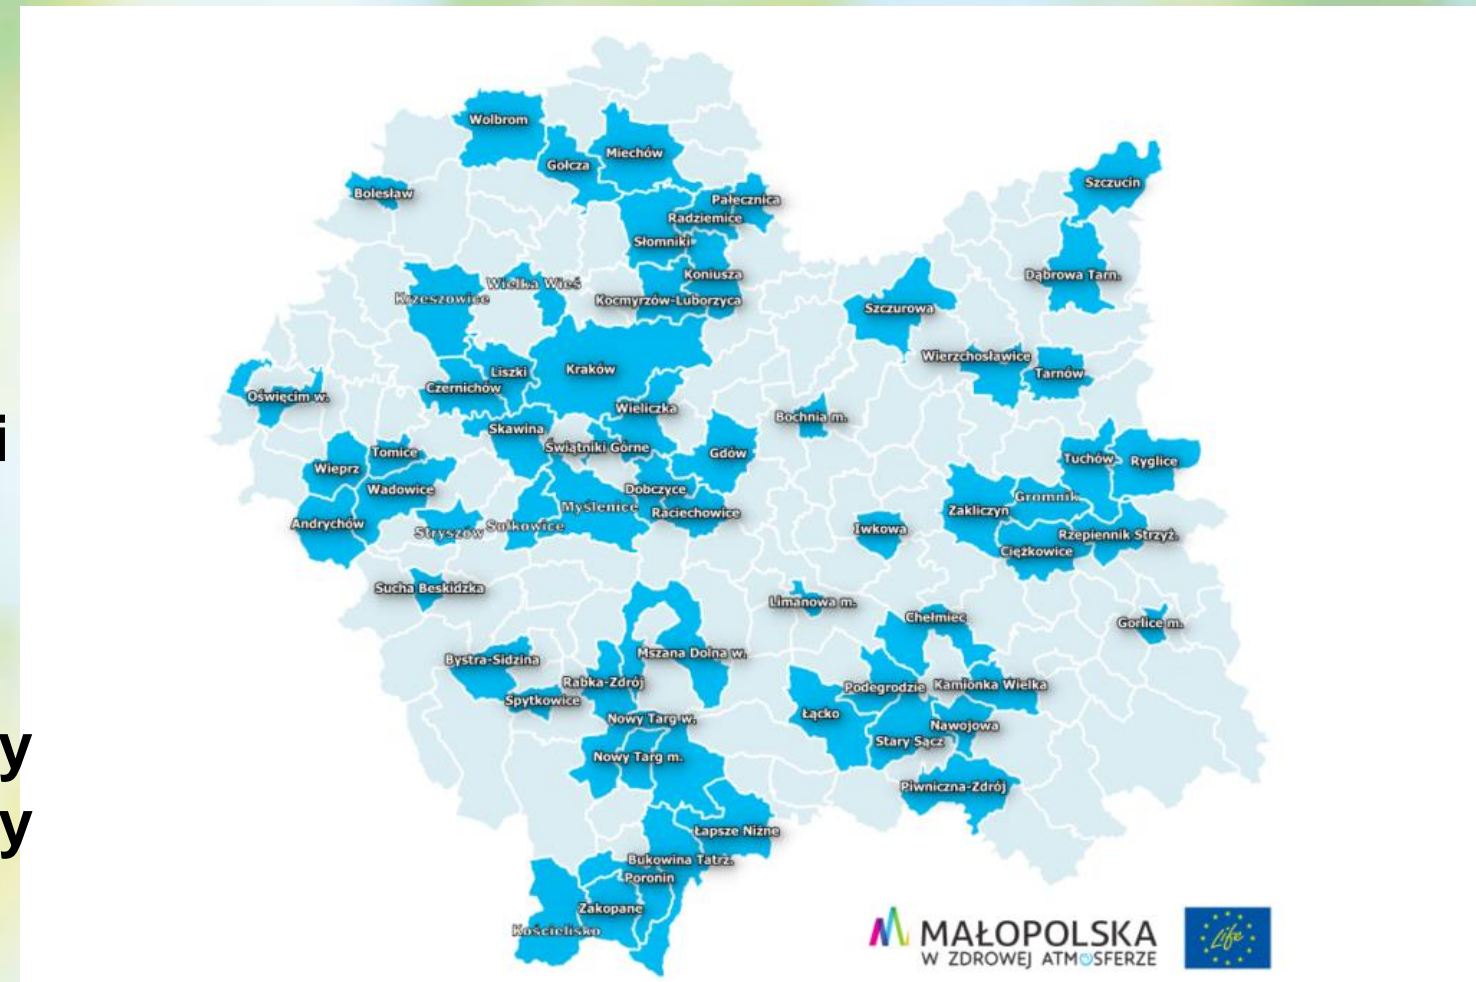 Wolbrom
Miechów
Gołcza
Szczucin
Bolesław
Pałecznica
Radziemice
Słomniki
Koniusza
Dąbrowa Tarn.
Wielka Wieś
Krzeszowice
Kocmyrzów-Luborzyca
Szczurowa
Wierzchosławice
Kraków
Liszki
Tarnów
Czernichów
Oświęcim w.
Wieliczka
Bochnia m.
i
Skawina
Świątniki Górne
Tomice
Gdów
Tuchów
Ryglice
Wieprz
Wadowice
Dobczyce
Gromnik
Myślenice
Raciechowice
Zakliczyn
Andrychów
Stryszów
Sułkowice
Iwkowa
Rzepiennik Strzyż.
Ciężkowice
Sucha Beskidzka
Limanowa m.
Chełmiec
Gorlice m.
Mszana Dolna w.
Bystra-Sidzina
Rabka-Zdrój
Podegrodzie
Kamionka Wielka
Spytkowice
Łącko
Nowy Targ w.
Nawojowa
Stary Sącz
y
Nowy Targ m.
Piwniczna-Zdrój
y
Łapsze Niżne
Bukowina Tatrz.
Poronin
Zakopane
Kościelisko
MAŁOPOLSKA
W ZDROWEJ ATMOSFERZE
Life